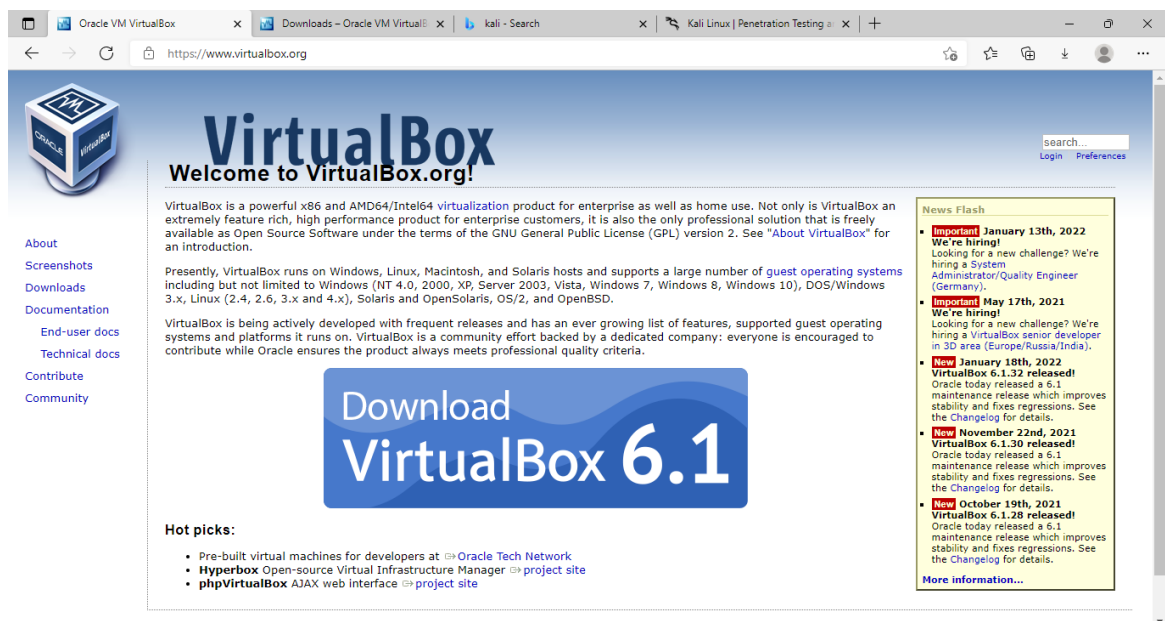 Oracle VM VirtualBox
Downloads – Oracle VM VirtualB
kali - Search
Kali Linux | Penetration Testing a
https://www.virtualbox.org
ORACLE
VirtualBox
VirtualBox
search...
Login Preferences
Welcome to VirtualBox.org!
About
Screenshots
Downloads
Documentation
End-user docs
Technical docs
Contribute
Community
VirtualBox is a powerful x86 and AMD64/Intel64 virtualization product for enterprise as well as home use. Not only is VirtualBox an
extremely feature rich, high performance product for enterprise customers, it is also the only professional solution that is freely
available as Open Source Software under the terms of the GNU General Public License (GPL) version 2. See "About VirtualBox" for
an introduction.
Presently, VirtualBox runs on Windows, Linux, Macintosh, and Solaris hosts and supports a large number of guest operating systems
including but not limited to Windows (NT 4.0, 2000, XP, Server 2003, Vista, Windows 7, Windows 8, Windows 10), DOS/Windows
3.x, Linux (2.4, 2.6, 3.x and 4.x), Solaris and OpenSolaris, OS/2, and OpenBSD.
VirtualBox is being actively developed with frequent releases and has an ever growing list of features, supported guest operating
systems and platforms it runs on. VirtualBox is a community effort backed by a dedicated company: everyone is encouraged to
contribute while Oracle ensures the product always meets professional quality criteria.
Download
VirtualBox 6.1
Hot picks:
Pre-built virtual machines for developers at Oracle Tech Network
Hyperbox Open-source Virtual Infrastructure Manager project site
phpVirtualBox AJAX web interface project site
News Flash
Important January 13th, 2022
We're hiring!
Looking for a new challenge? We're
hiring a System
Administrator/Quality Engineer
(Germany).
Important May 17th, 2021
We're hiring!
Looking for a new challenge? We're
hiring a VirtualBox senior developer
in 3D area (Europe/Russia/India).
New January 18th, 2022
VirtualBox 6.1.32 released!
Oracle today released a 6.1
maintenance release which improves
stability and fixes regressions. See
the Changelog for details.
New November 22nd, 2021
VirtualBox 6.1.30 released!
Oracle today released a 6.1
maintenance release which improves
stability and fixes regressions. See
the Changelog for details.
New October 19th, 2021
VirtualBox 6.1.28 released!
Oracle today released a 6.1
maintenance release which improves
stability and fixes regressions. See
the Changelog for details.
More information...